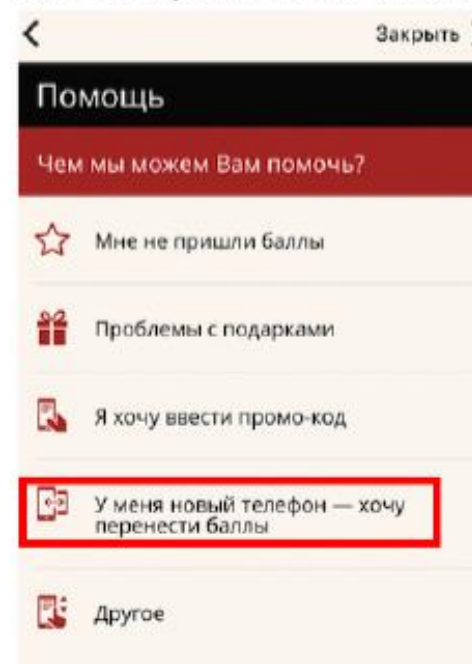 Закрыть
Помощь
Чем мы можем Вам помочь?
Мне не пришли баллы
Проблемы с подарками
Я хочу ввести промо-код
У меня новый телефон — хочу
перенести баллы
Другое